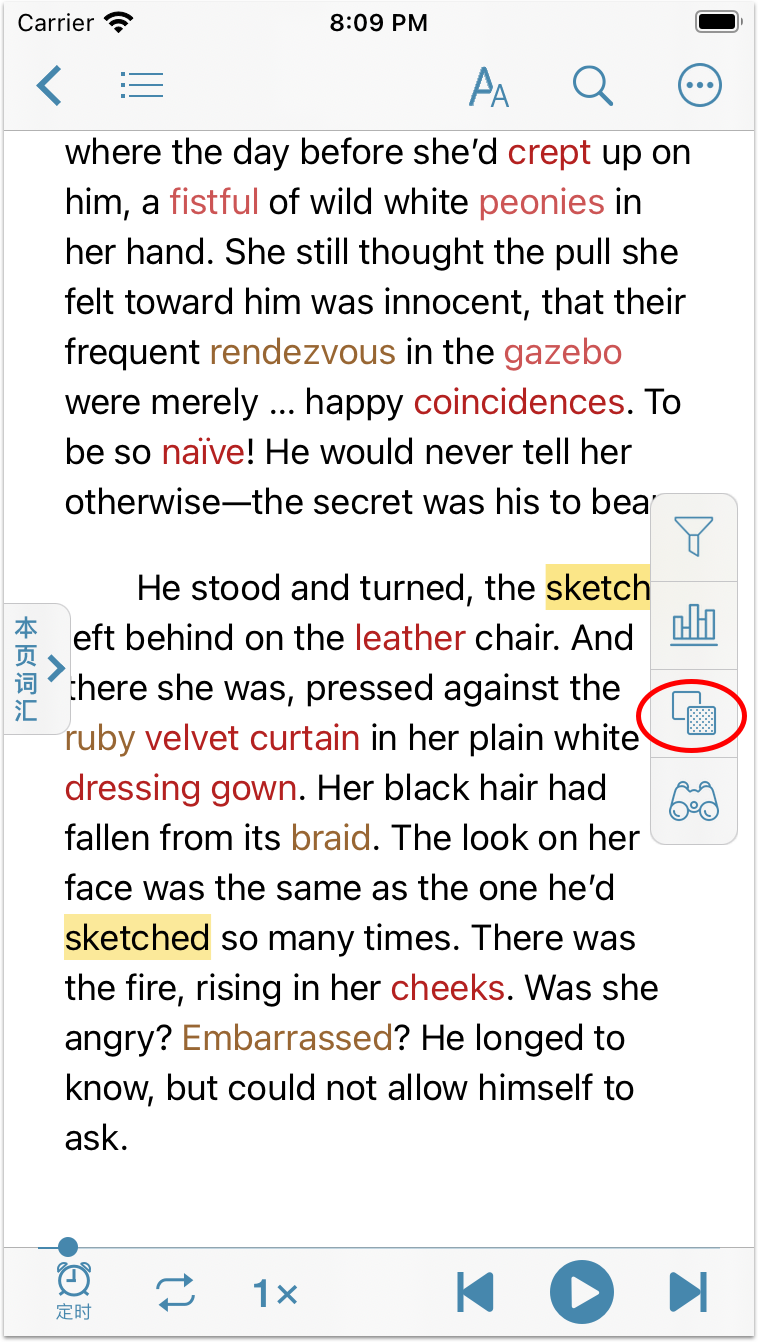 Carrier 8:09 PM
AA
where the day before she’d crept up on
him, a fistful of wild white peonies in
her hand. She still thought the pull she
felt toward him was innocent, that their
frequent rendezvous in the gazebo
were merely ... happy coincidences. To
be so naïve! He would never tell her
otherwise—the secret was his to bear
He stood and turned, the sketch
left behind on the leather chair. And
there she was, pressed against the
ruby velvet curtain in her plain white
dressing gown. Her black hair had
fallen from its braid. The look on her
face was the same as the one he’d
sketched so many times. There was
the fire, rising in her cheeks. Was she
angry? Embarrassed? He longed to
know, but could not allow himself to
ask.
本页词汇
定时
1×